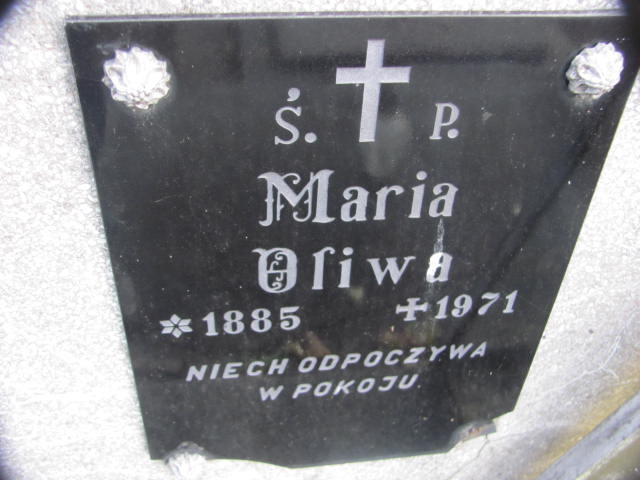 Ś. P.
Maria
Oliwa
1885 1971
NIECH ODPOCZYWA
W POKOJU.